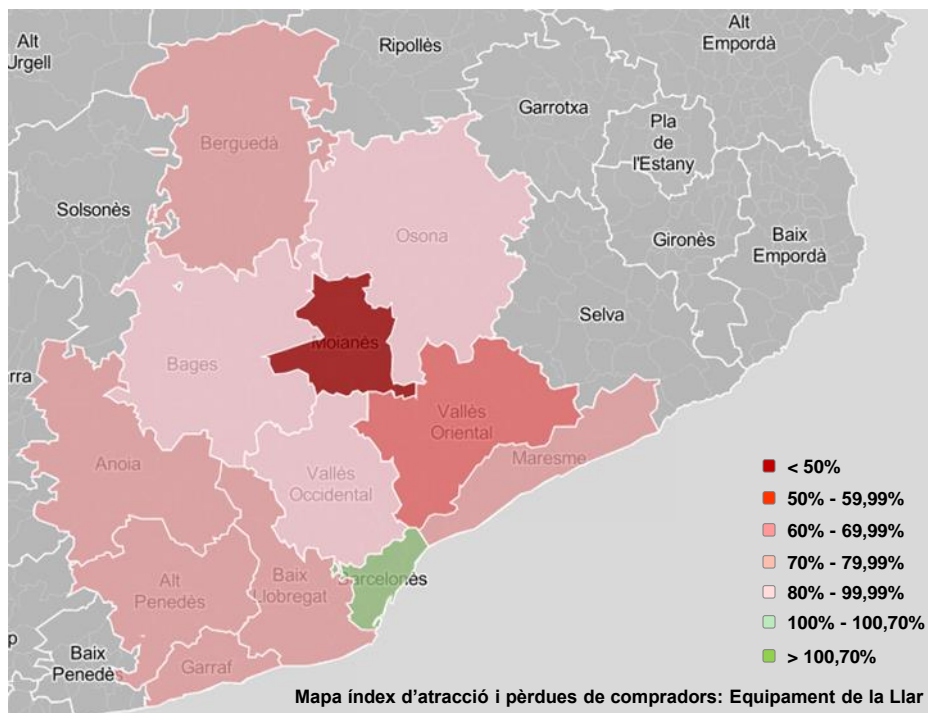 Alt
Urgell
Ripollès
Alt
Empordà
Garrotxa
Pla
de
l'Estany
Berguedà
Solsonès
Osona
Gironès
Baix
Empordà
Selva
Moianès
Bages
rra
Vallès
Oriental
Maresme
Anoia
Vallès
Occidental
Barcelonès
Alt
Penedès
Baix
Llobregat
p
Baix
Penedès
Garraf
< 50%
50% - 59,99%
60% - 69,99%
70% - 79,99%
80% - 99,99%
100% - 100,70%
> 100,70%
Mapa índex d'atracció i pèrdues de compradors: Equipament de la Llar